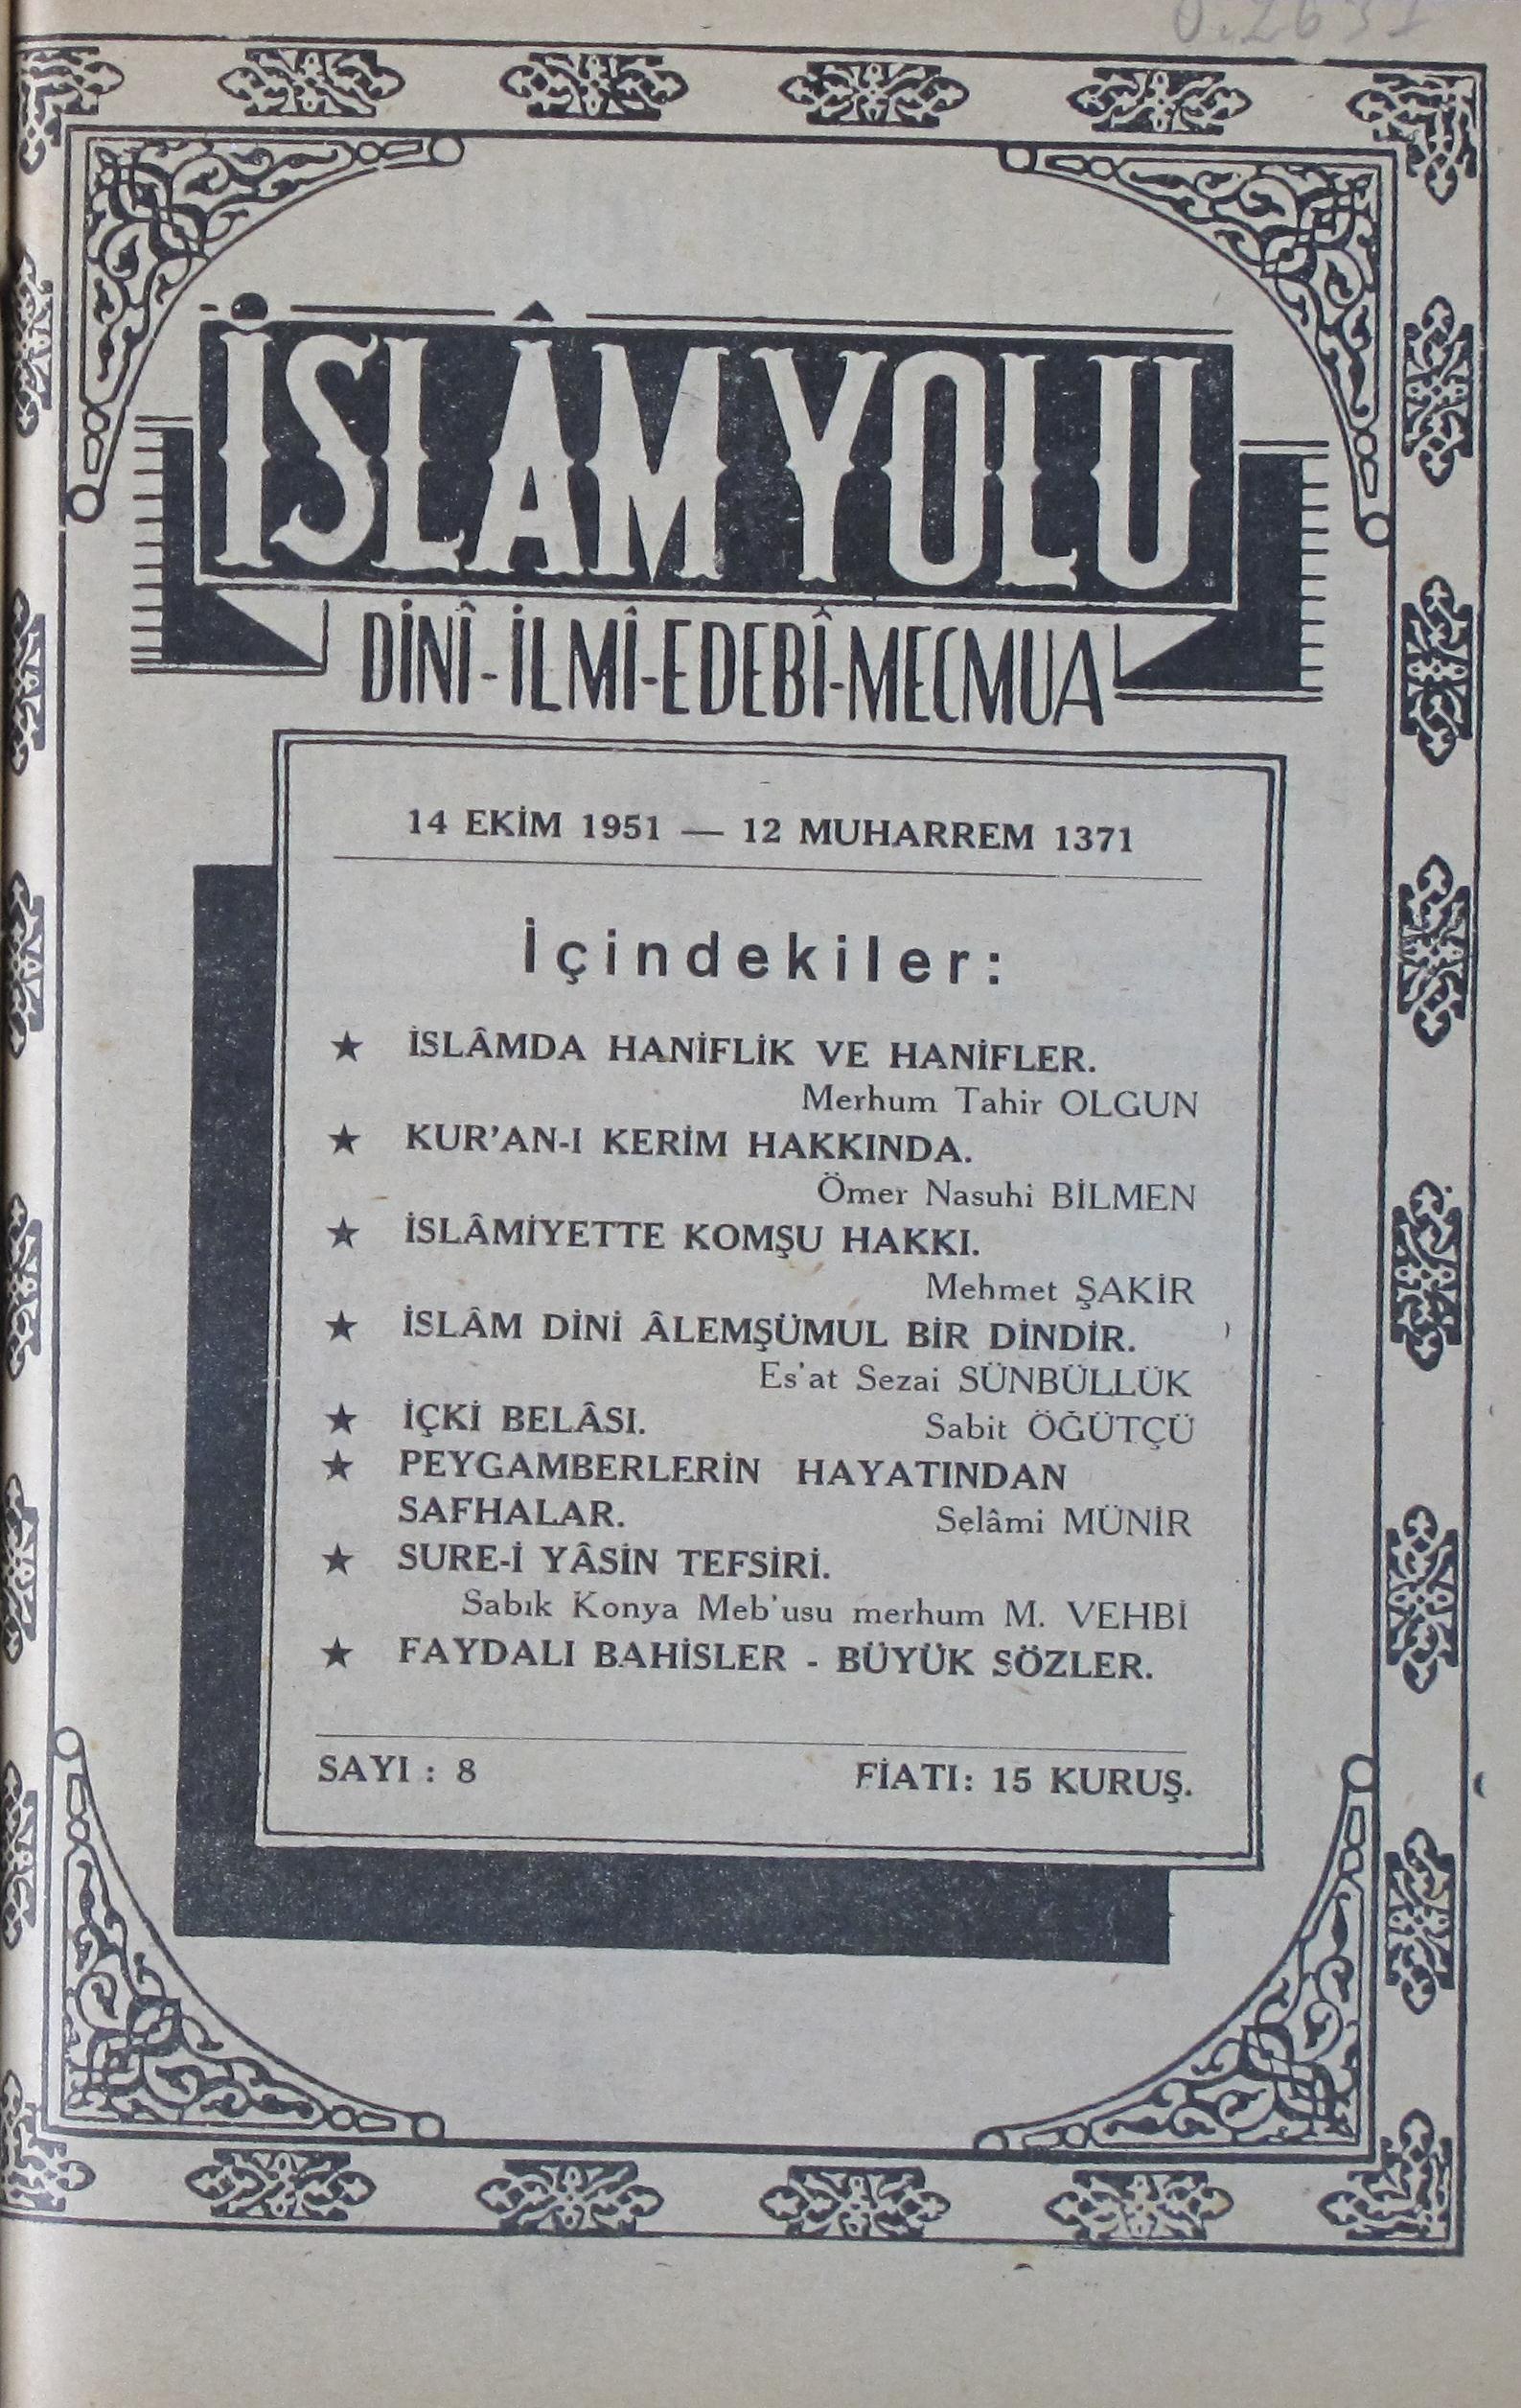 İSLÂM YOLU
DİNÎ-İLMÎ-EDEBÎ-MECMUA
14 EKİM 1951 — 12 MUHARREM 1371
İçindekiler:
★ İSLÂMDA HANİFLİK VE HANİFLER.
Merhum Tahir OLGUN
★ KUR'AN-I KERİM HAKKINDA.
Ömer Nasuhi BİLMEN
★ İSLÂMİYETTE KOMŞU HAKKI.
Mehmet ŞAKİR
★ İSLÂM DİNİ ÂLEMŞÜMUL BİR DİNDİR.
Es'at Sezai SÜNBÜLLÜK
★ İÇKİ BELÂSI. Sabit ÖĞÜTÇÜ
★ PEYGAMBERLERİN HAYATINDAN
SAFHALAR. Selâmi MÜNİR
★ SURE-İ YÂSİN TEFSİRİ.
Sabık Konya Meb'usu merhum M. VEHBİ
★ FAYDALI BAHİSLER - BÜYÜK SÖZLER.
SAYI : 8 FİATI: 15 KURUŞ.